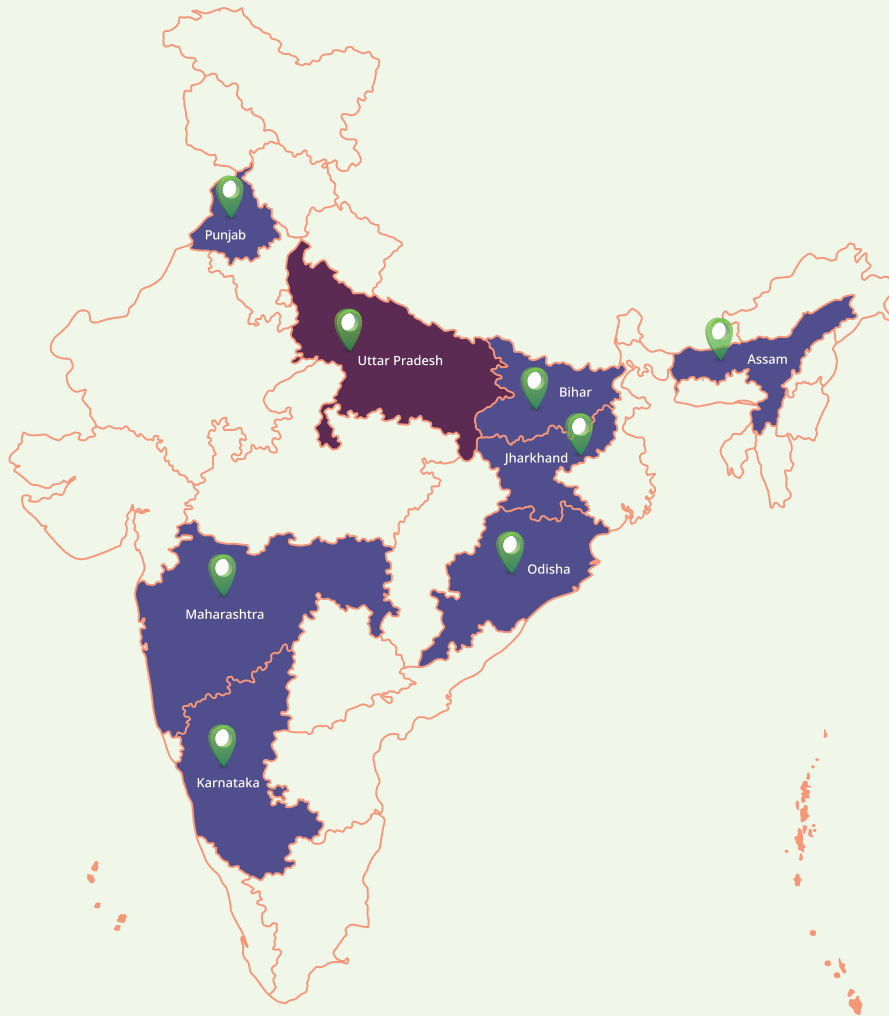 Punjab
Uttar Pradesh
Assam
Bihar
Jharkhand
Odisha
Maharashtra
Karnataka